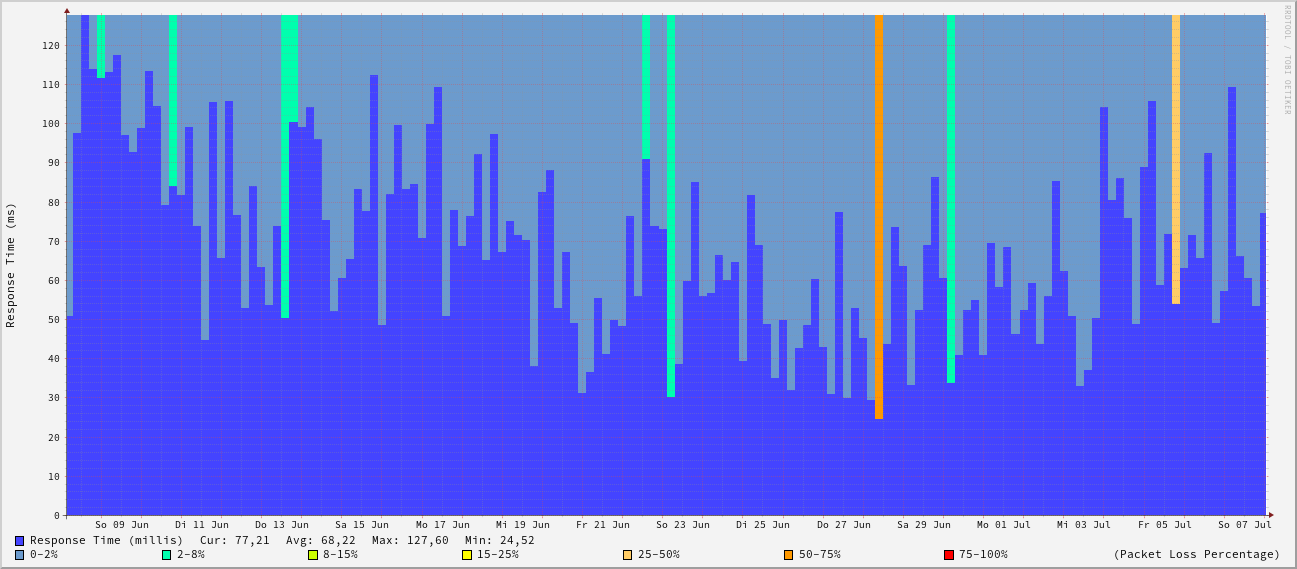 RRDTOOL / TOBI OETIKER
Response Time (ms)
120
110
100
90
80
70
60
50
40
30
20
10
0
So 09 Jun Di 11 Jun Do 13 Jun Sa 15 Jun Mo 17 Jun Mi 19 Jun Fr 21 Jun So 23 Jun Di 25 Jun Do 27 Jun Sa 29 Jun Mo 01 Jul Mi 03 Jul Fr 05 Jul So 07 Jul
Response Time (millis) Cur: 77,21 Avg: 68,22 Max: 127,60 Min: 24,52
0-2% 2-8% 8-15% 15-25% 25-50% 50-75% 75-100% (Packet Loss Percentage)